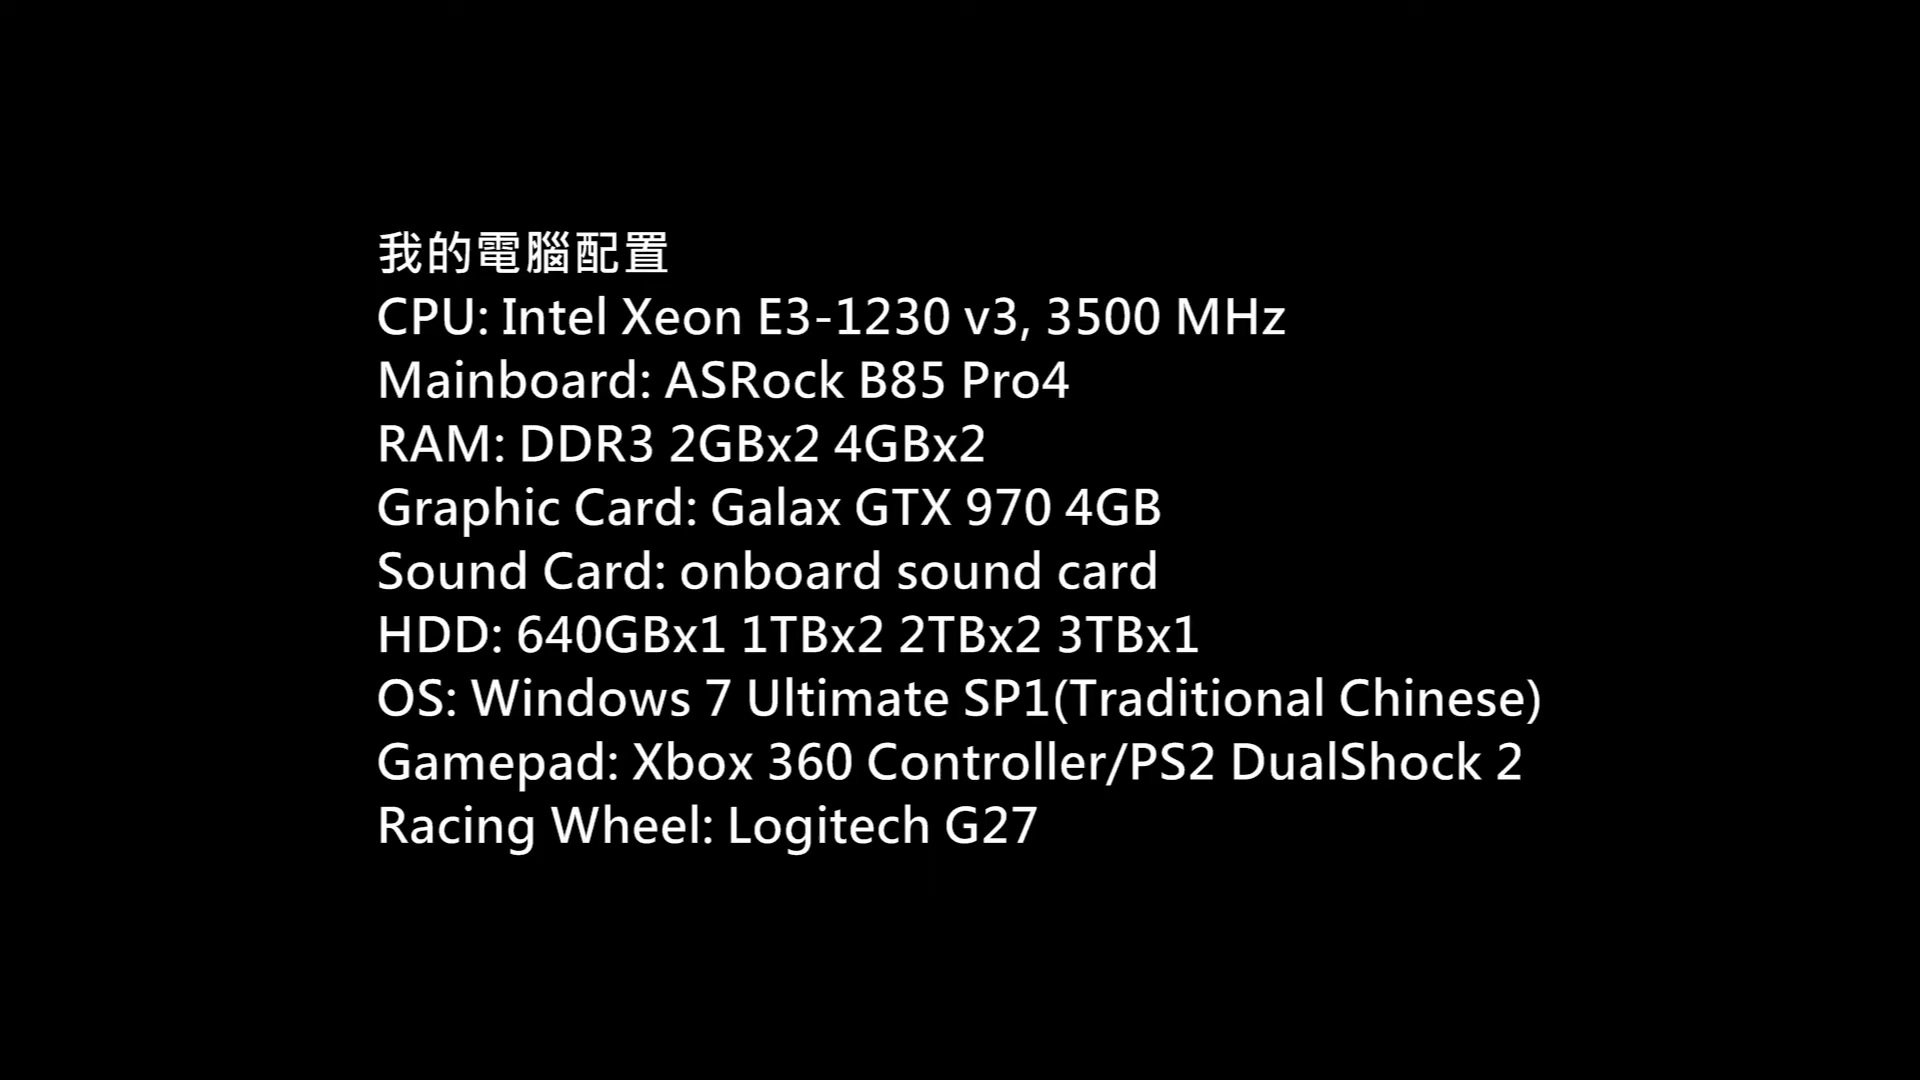 我的電腦配置
CPU: Intel Xeon E3-1230 v3, 3500 MHz
Mainboard: ASRock B85 Pro4
RAM: DDR3 2GBx2 4GBx2
Graphic Card: Galax GTX 970 4GB
Sound Card: onboard sound card
HDD: 640GBx1 1TBx2 2TBx2 3TBx1
OS: Windows 7 Ultimate SP1(Traditional Chinese)
Gamepad: Xbox 360 Controller/PS2 DualShock 2
Racing Wheel: Logitech G27